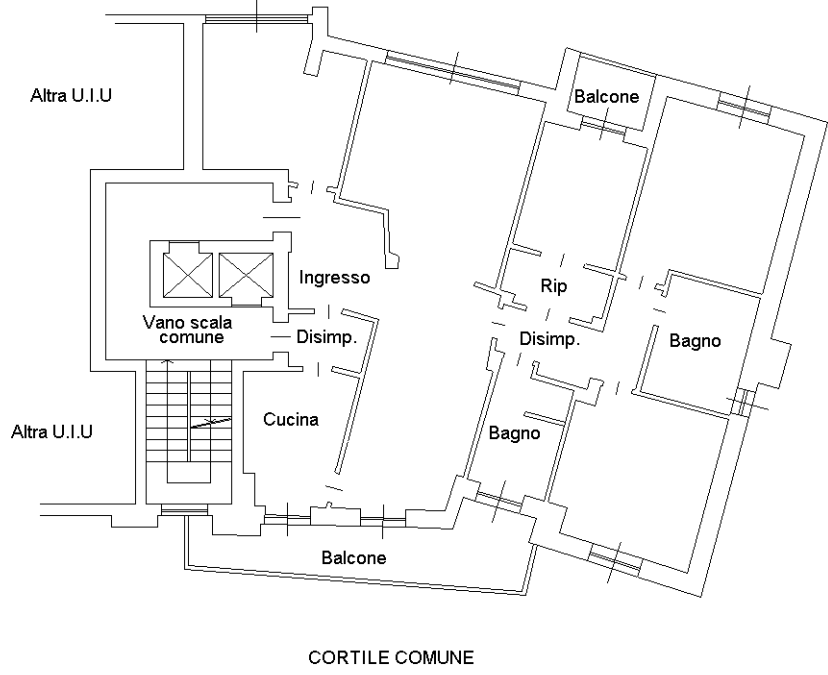 Altra U.I.U
Balcone
Ingresso
Rip
Vano scala
comune
Disimp.
Disimp.
Bagno
Cucina
Altra U.I.U
Bagno
Balcone
CORTILE COMUNE